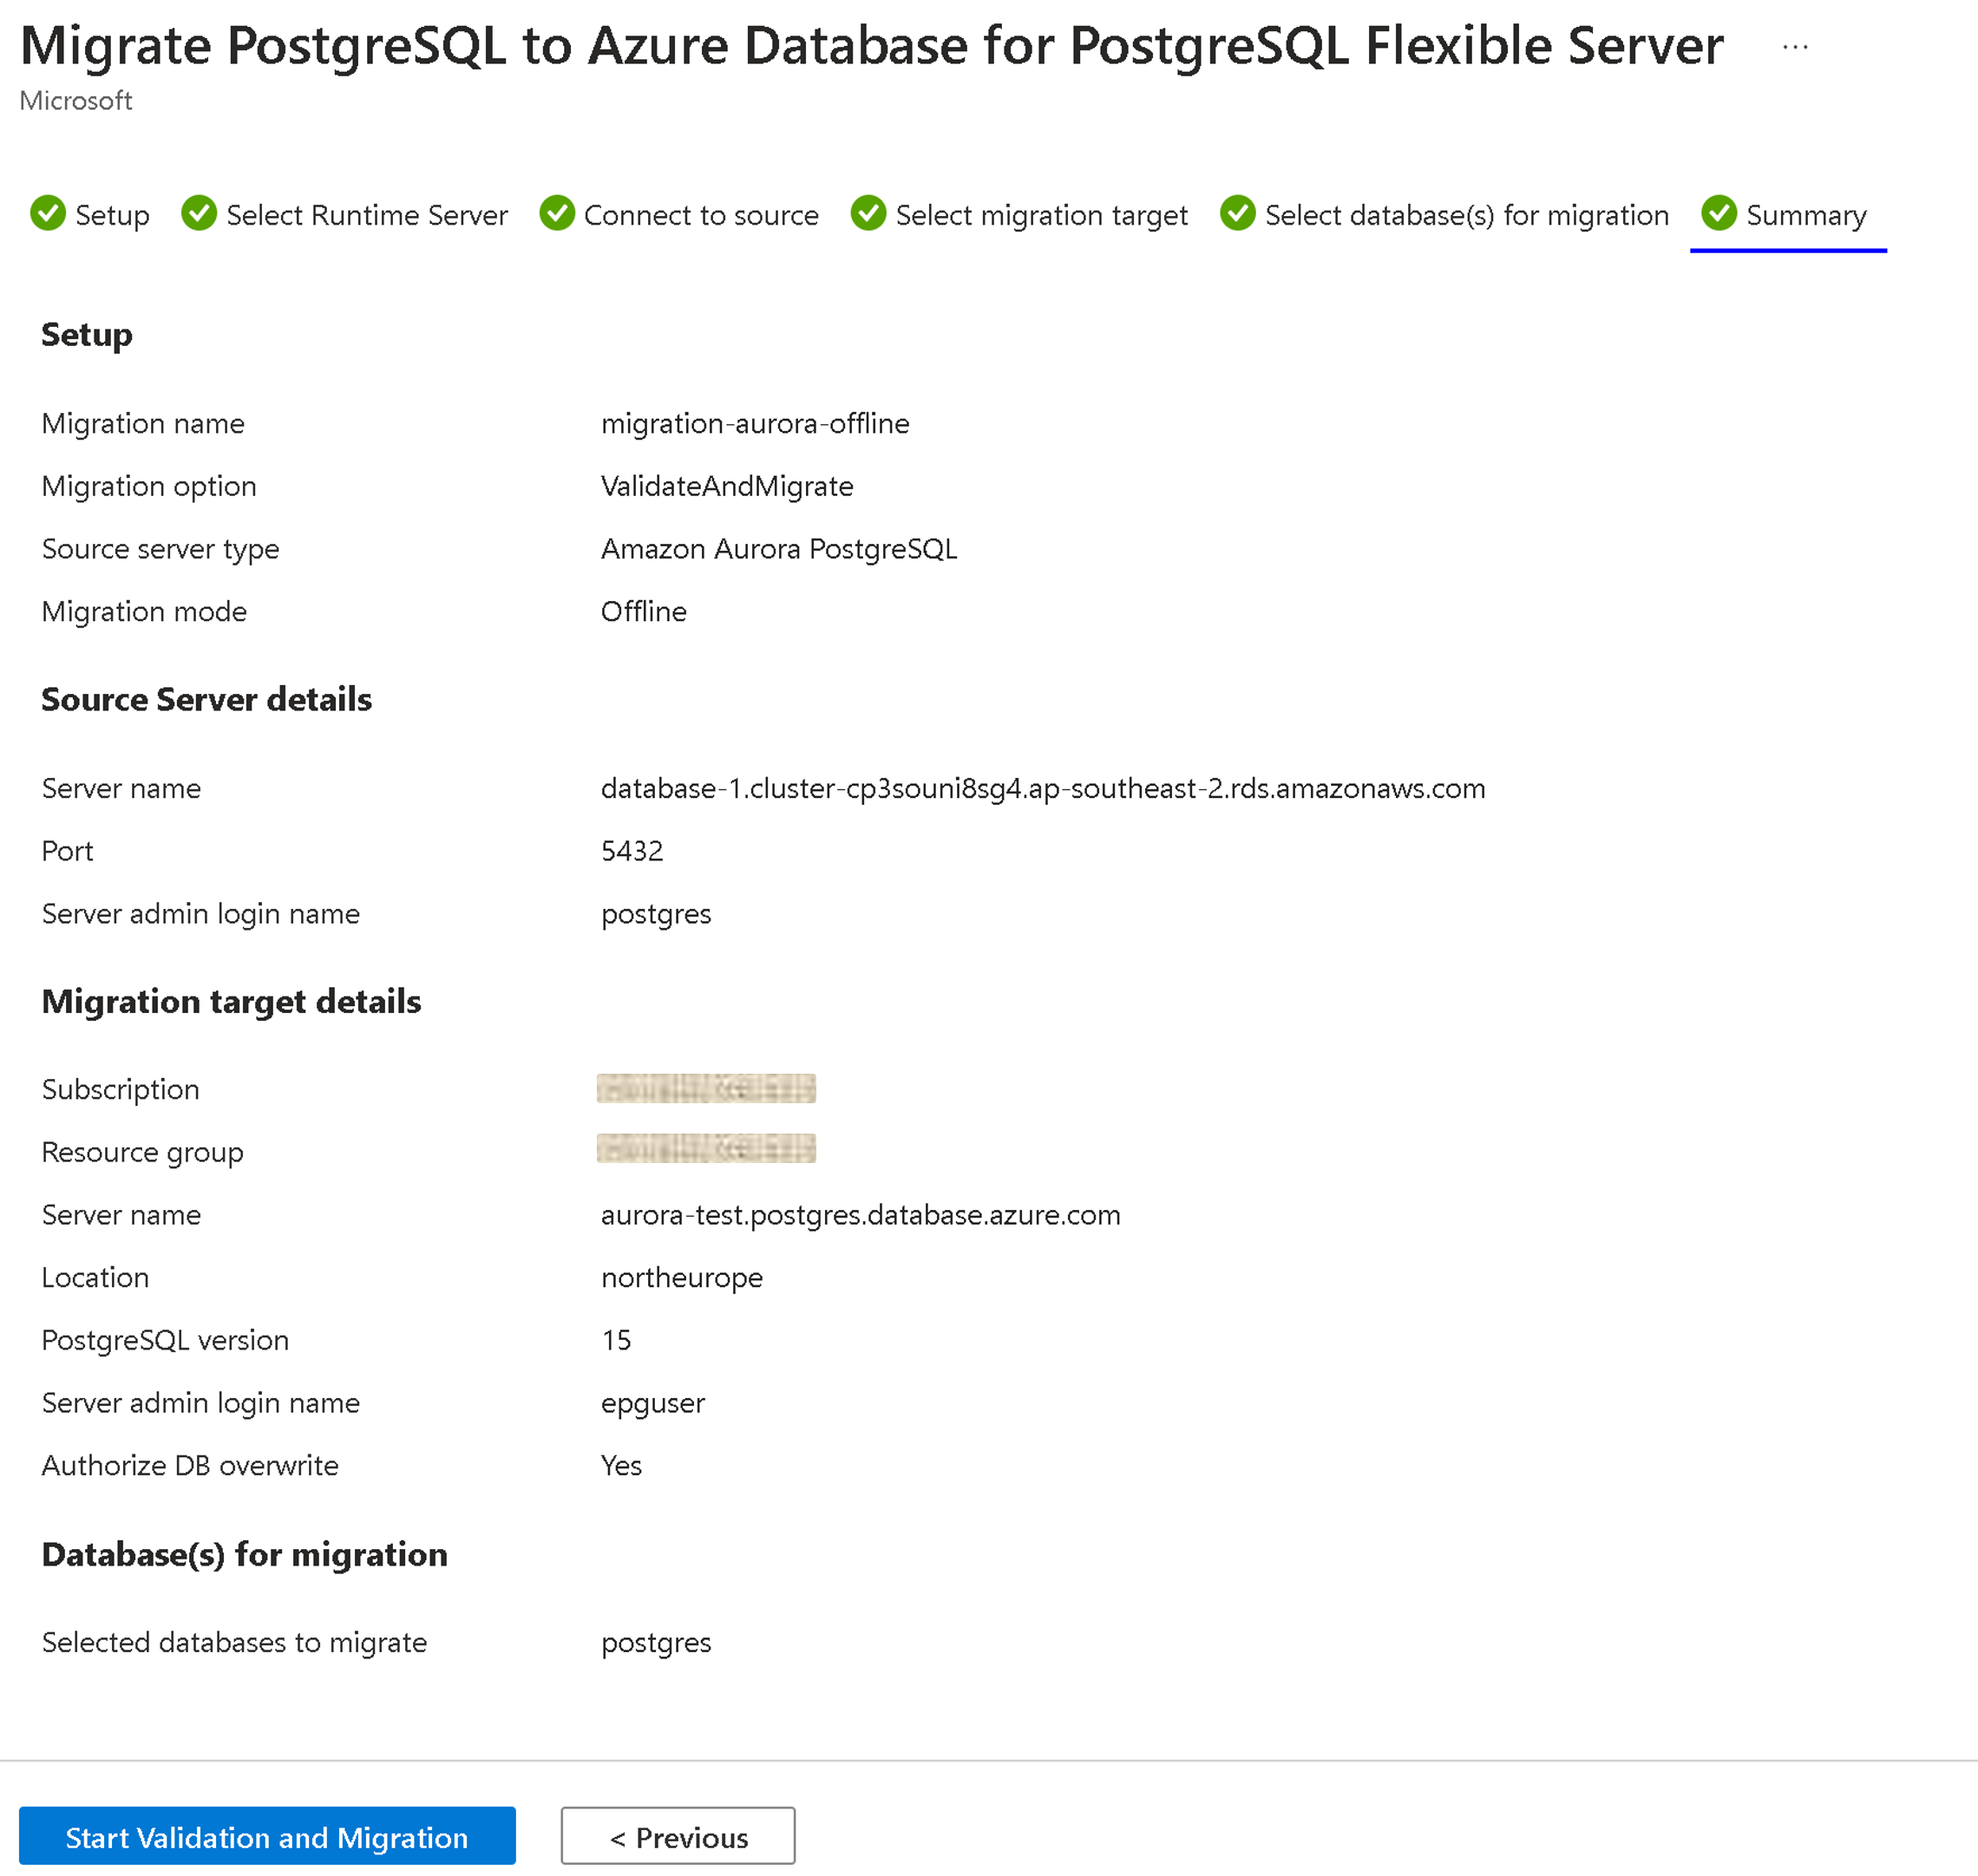 Migrate PostgreSQL to Azure Database for PostgreSQL Flexible Server ...
Microsoft
Setup Select Runtime Server Connect to source Select migration target Select database(s) for migration Summary
Setup
Migration name migration-aurora-offline
Migration option ValidateAndMigrate
Source server type Amazon Aurora PostgreSQL
Migration mode Offline
Source Server details
Server name database-1.cluster-cp3souni8sg4.ap-southeast-2.rds.amazonaws.com
Port 5432
Server admin login name postgres
Migration target details
Subscription
Resource group
Server name aurora-test.postgres.database.azure.com
Location northeurope
PostgreSQL version 15
Server admin login name epguser
Authorize DB overwrite Yes
Database(s) for migration
Selected databases to migrate postgres
Start Validation and Migration < Previous